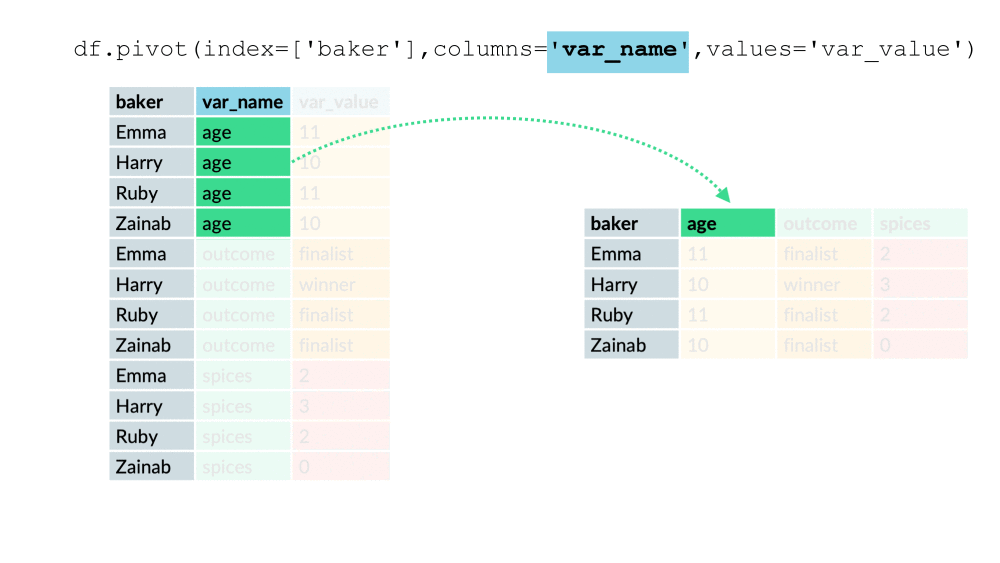 df.pivot(index=['baker'],columns='var_name',values='var_value')
baker var_name var_value
Emma age 11
Harry age 10
Ruby age 11
Zainab age 10
Emma outcome finalist
Harry outcome winner
Ruby outcome finalist
Zainab outcome finalist
Emma spices 2
Harry spices 3
Ruby spices 2
Zainab spices 0
baker age outcome spices
Emma 11 finalist 2
Harry 10 winner 3
Ruby 11 finalist 2
Zainab 10 finalist 0